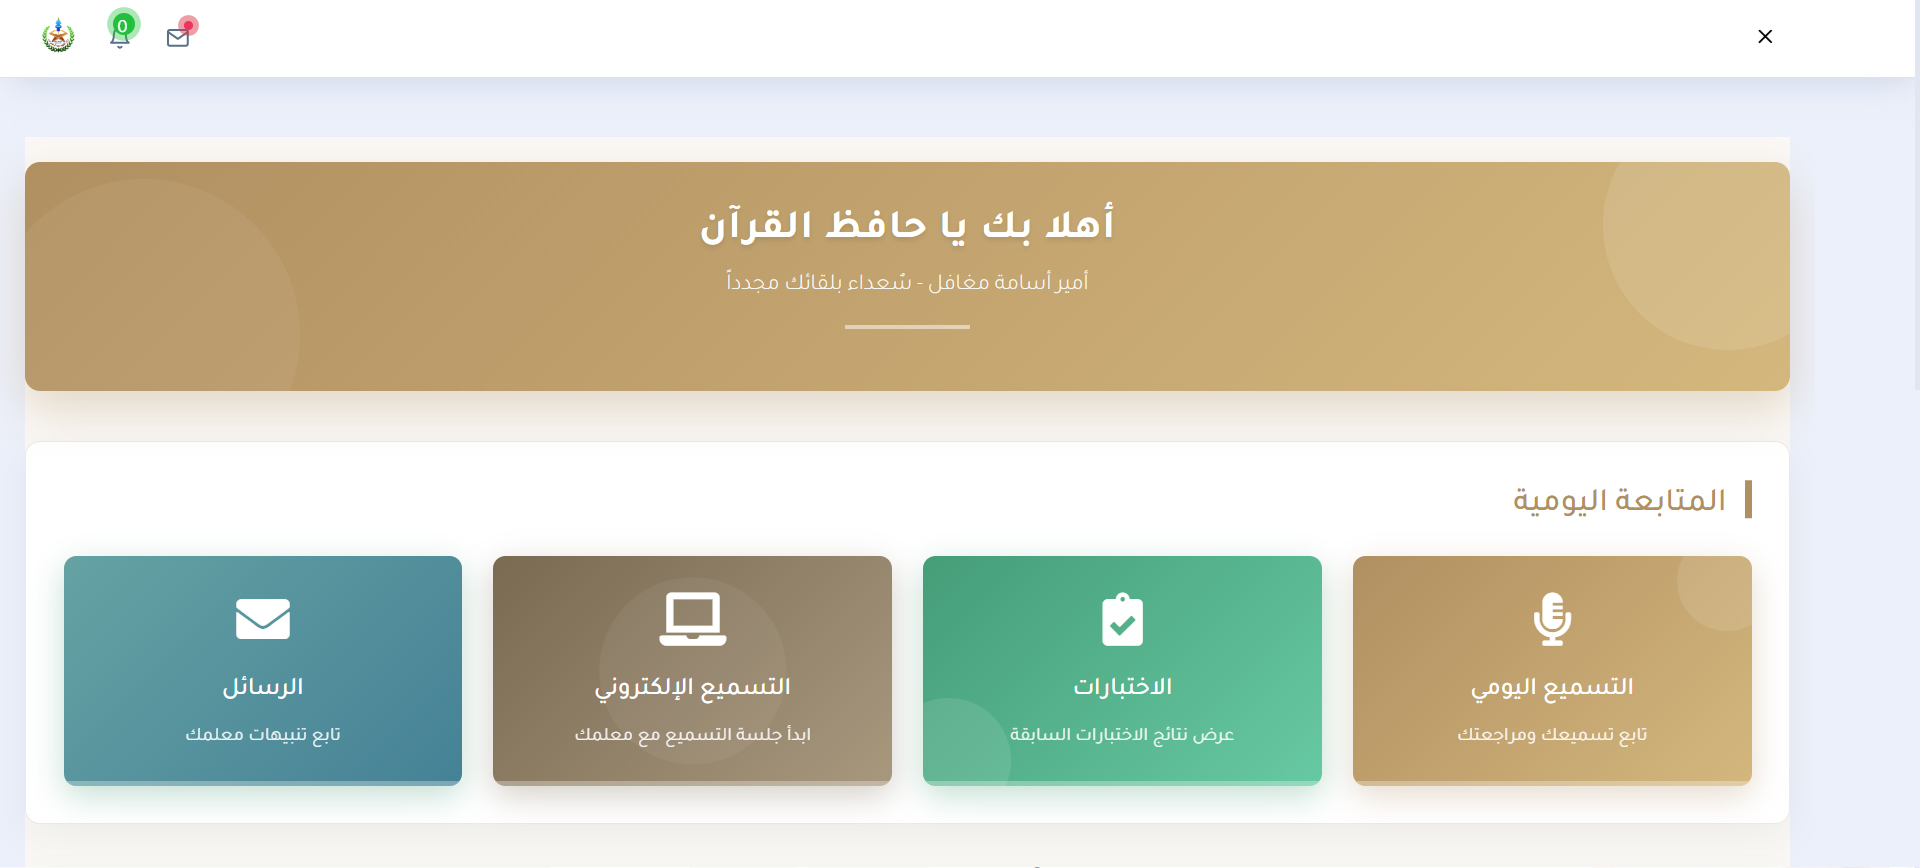 0
أهلا بك يا حافظ القرآن
أمير أسامة مغافل - سُعداء بلقائك مجدداً
المتابعة اليومية
التسميع اليومي
تابع تسميعك ومراجعتك
الاختبارات
عرض نتائج الاختبارات السابقة
التسميع الإلكتروني
ابدأ جلسة التسميع مع معلمك
الرسائل
تابع تنبيهات معلمك